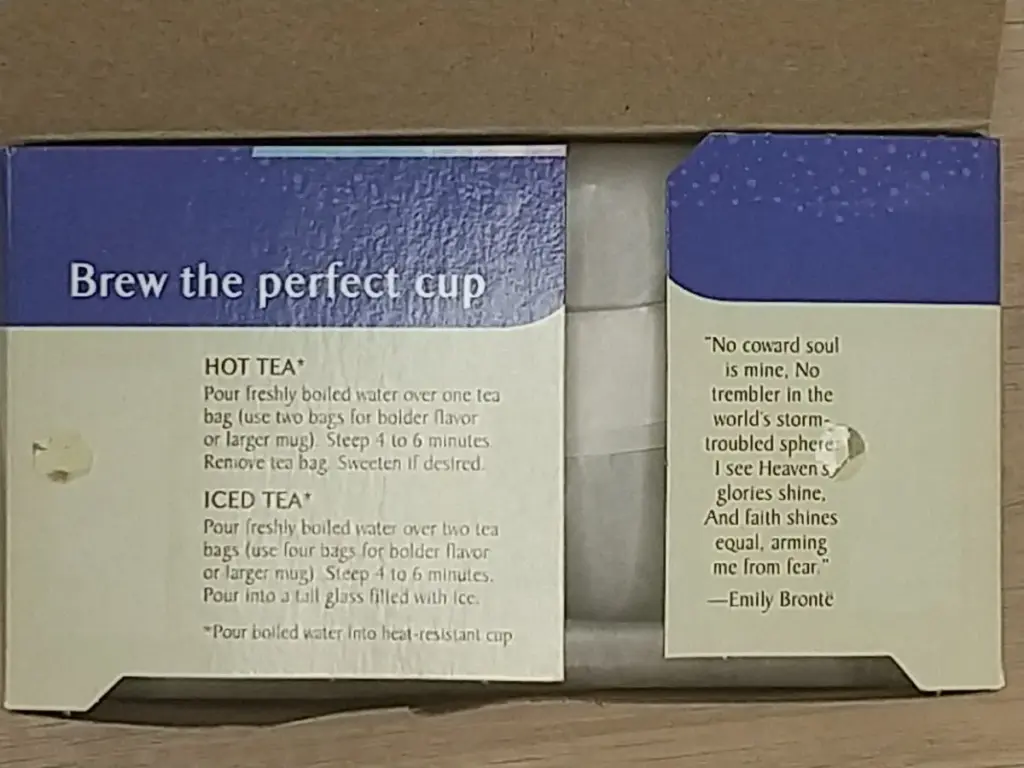 Brew the perfect cup
HOT TEA*
Pour freshly boiled water over one tea
bag (use two bags for bolder flavor
or larger mug). Steep 4 to 6 minutes.
Remove tea bag. Sweeten if desired.
ICED TEA*
Pour freshly boiled water over two tea
bags (use four bags for bolder flavor
or larger mug). Steep 4 to 6 minutes.
Pour into a tall glass filled with ice.
*Pour boiled water into heat-resistant cup
"No coward soul
is mine, No
trembler in the
world's storm-
troubled sphere:
I see Heaven's
glories shine,
And faith shines
equal, arming
me from fear."
—Emily Brontë